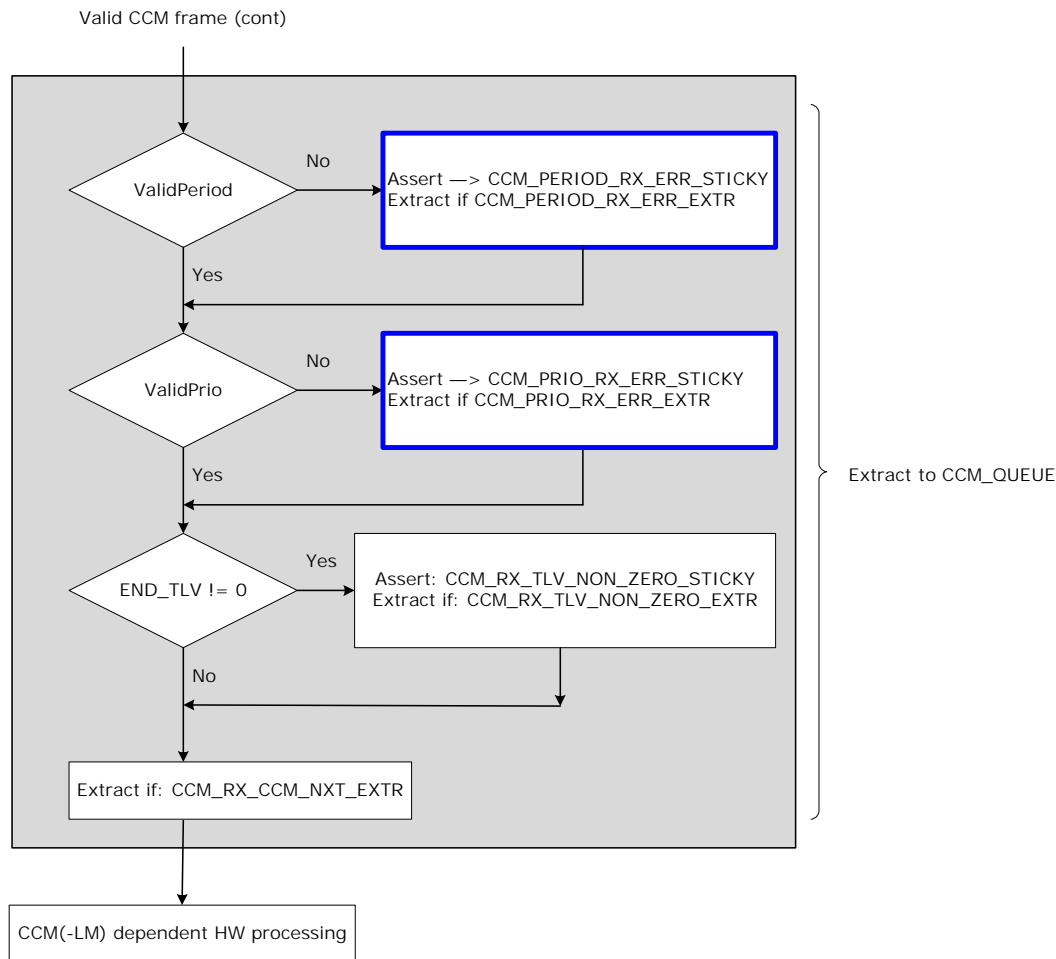 Valid CCM frame (cont)
ValidPeriod
No
Assert —> CCM_PERIOD_RX_ERR_STICKY
Extract if CCM_PERIOD_RX_ERR_EXTR
Yes
ValidPrio
No
Assert —> CCM_PRIO_RX_ERR_STICKY
Extract if CCM_PRIO_RX_ERR_EXTR
Yes
Extract to CCM_QUEUE
END_TLV != 0
Yes
Assert: CCM_RX_TLV_NON_ZERO_STICKY
Extract if: CCM_RX_TLV_NON_ZERO_EXTR
No
Extract if: CCM_RX_CCM_NXT_EXTR
CCM(-LM) dependent HW processing